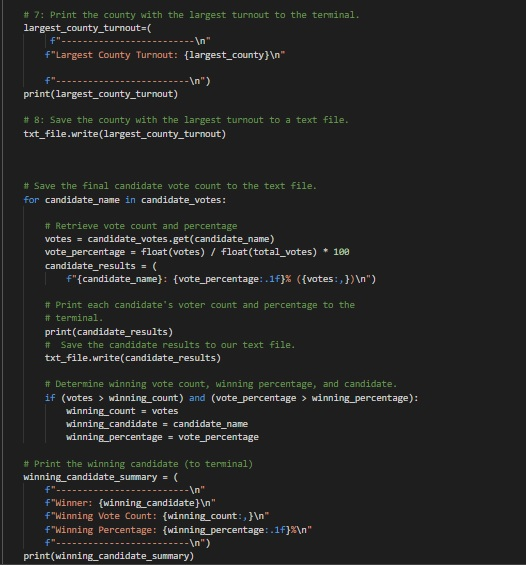 # 7: Print the county with the largest turnout to the terminal.
largest_county_turnout=(
f"-------------------------\n"
f"Largest County Turnout: {largest_county}\n"
f"-------------------------\n")
print(largest_county_turnout)
# 8: Save the county with the largest turnout to a text file.
txt_file.write(largest_county_turnout)
# Save the final candidate vote count to the text file.
for candidate_name in candidate_votes:
# Retrieve vote count and percentage
votes = candidate_votes.get(candidate_name)
vote_percentage = float(votes) / float(total_votes) * 100
candidate_results = (
f"{candidate_name}: {vote_percentage:.1f}% ({votes:,})\n")
# Print each candidate's voter count and percentage to the
# terminal.
print(candidate_results)
#  Save the candidate results to our text file.
txt_file.write(candidate_results)
# Determine winning vote count, winning percentage, and candidate.
if (votes > winning_count) and (vote_percentage > winning_percentage):
winning_count = votes
winning_candidate = candidate_name
winning_percentage = vote_percentage
# Print the winning candidate (to terminal)
winning_candidate_summary = (
f"-------------------------\n"
f"Winner: {winning_candidate}\n"
f"Winning Vote Count: {winning_count:,}\n"
f"Winning Percentage: {winning_percentage:.1f}%\n"
f"-------------------------\n")
print(winning_candidate_summary)